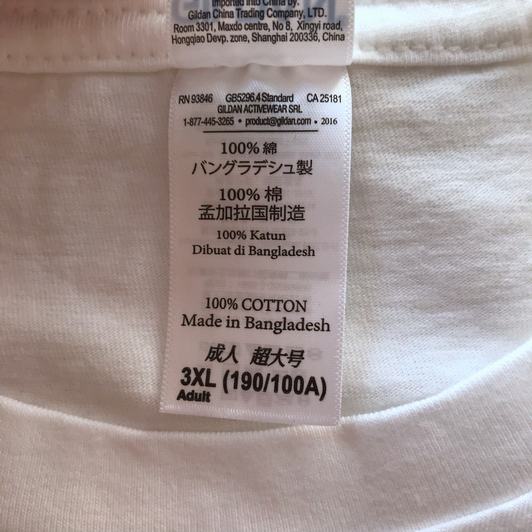 Imported into China by:
Gildan China Trading Company, LTD.
Room 3301, Maxdo centre, No 8, Xingyi road,
Hongqiao Devp. zone, Shanghai 200336, China
RN 93846 GB5296.4 Standard CA 25181
GILDAN ACTIVEWEAR SRL
1-877-445-3265 • product@gildan.com • 2016
100% 綿
バングラデシュ製
100% 棉
孟加拉国制造
100% Katun
Dibuat di Bangladesh
100% COTTON
Made in Bangladesh
成人 超大号
3XL (190/100A)
Adult